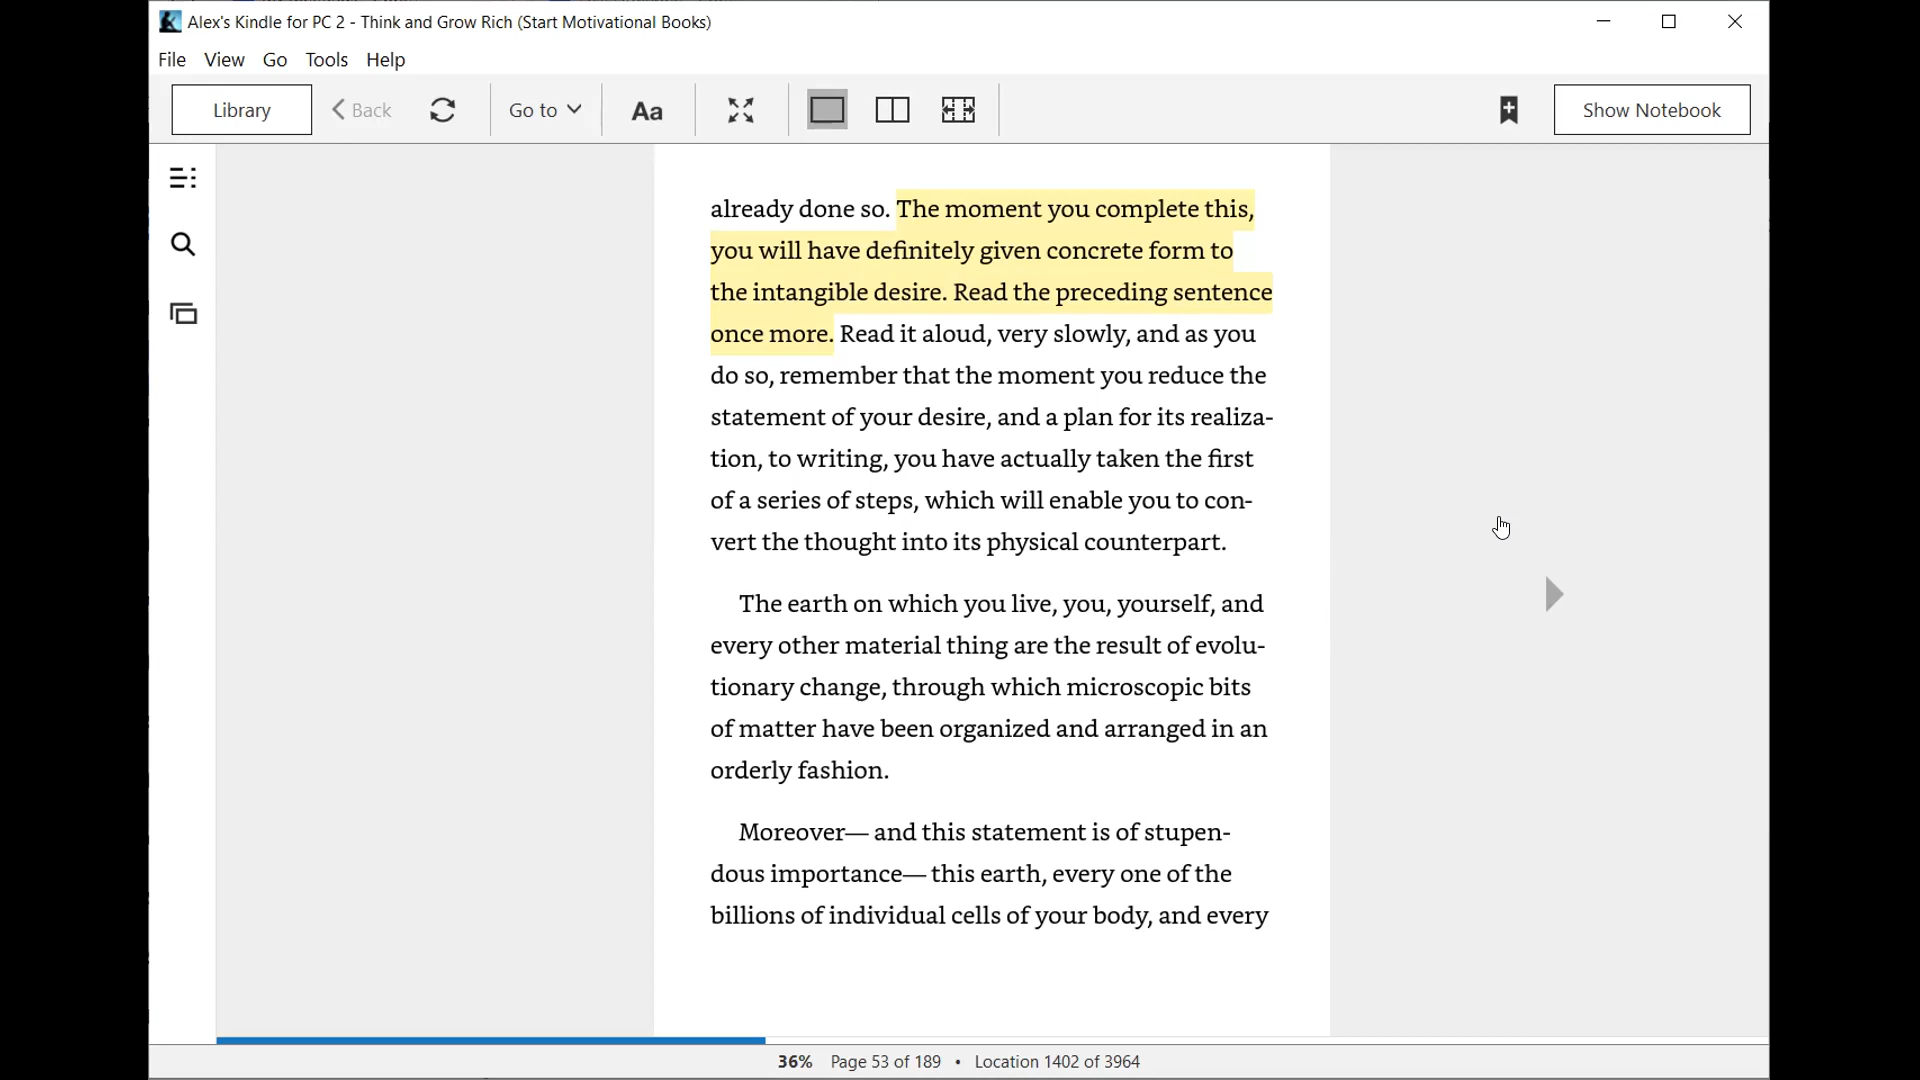 Alex's Kindle for PC 2 - Think and Grow Rich (Start Motivational Books)
File View Go Tools Help
Library Back Go to Aa Show Notebook
already done so. The moment you complete this,
you will have definitely given concrete form to
the intangible desire. Read the preceding sentence
once more. Read it aloud, very slowly, and as you
do so, remember that the moment you reduce the
statement of your desire, and a plan for its realiza-
tion, to writing, you have actually taken the first
of a series of steps, which will enable you to con-
vert the thought into its physical counterpart.
The earth on which you live, you, yourself, and
every other material thing are the result of evolu-
tionary change, through which microscopic bits
of matter have been organized and arranged in an
orderly fashion.
Moreover— and this statement is of stupen-
dous importance— this earth, every one of the
billions of individual cells of your body, and every
36% Page 53 of 189 • Location 1402 of 3964